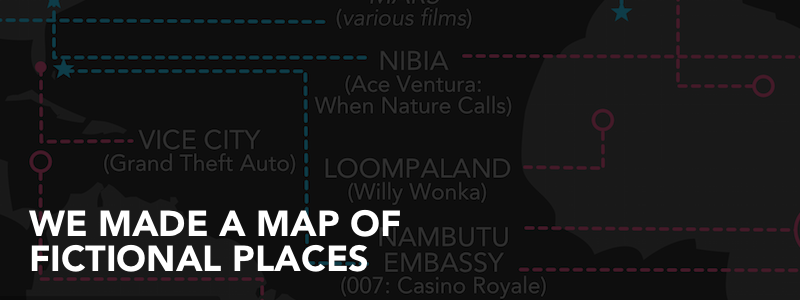 MARS
(various films)
NIBIA
(Ace Ventura:
When Nature Calls)
VICE CITY
(Grand Theft Auto)
LOOMPALAND
(Willy Wonka)
NAMBUTU
EMBASSY
(007: Casino Royale)
WE MADE A MAP OF
FICTIONAL PLACES